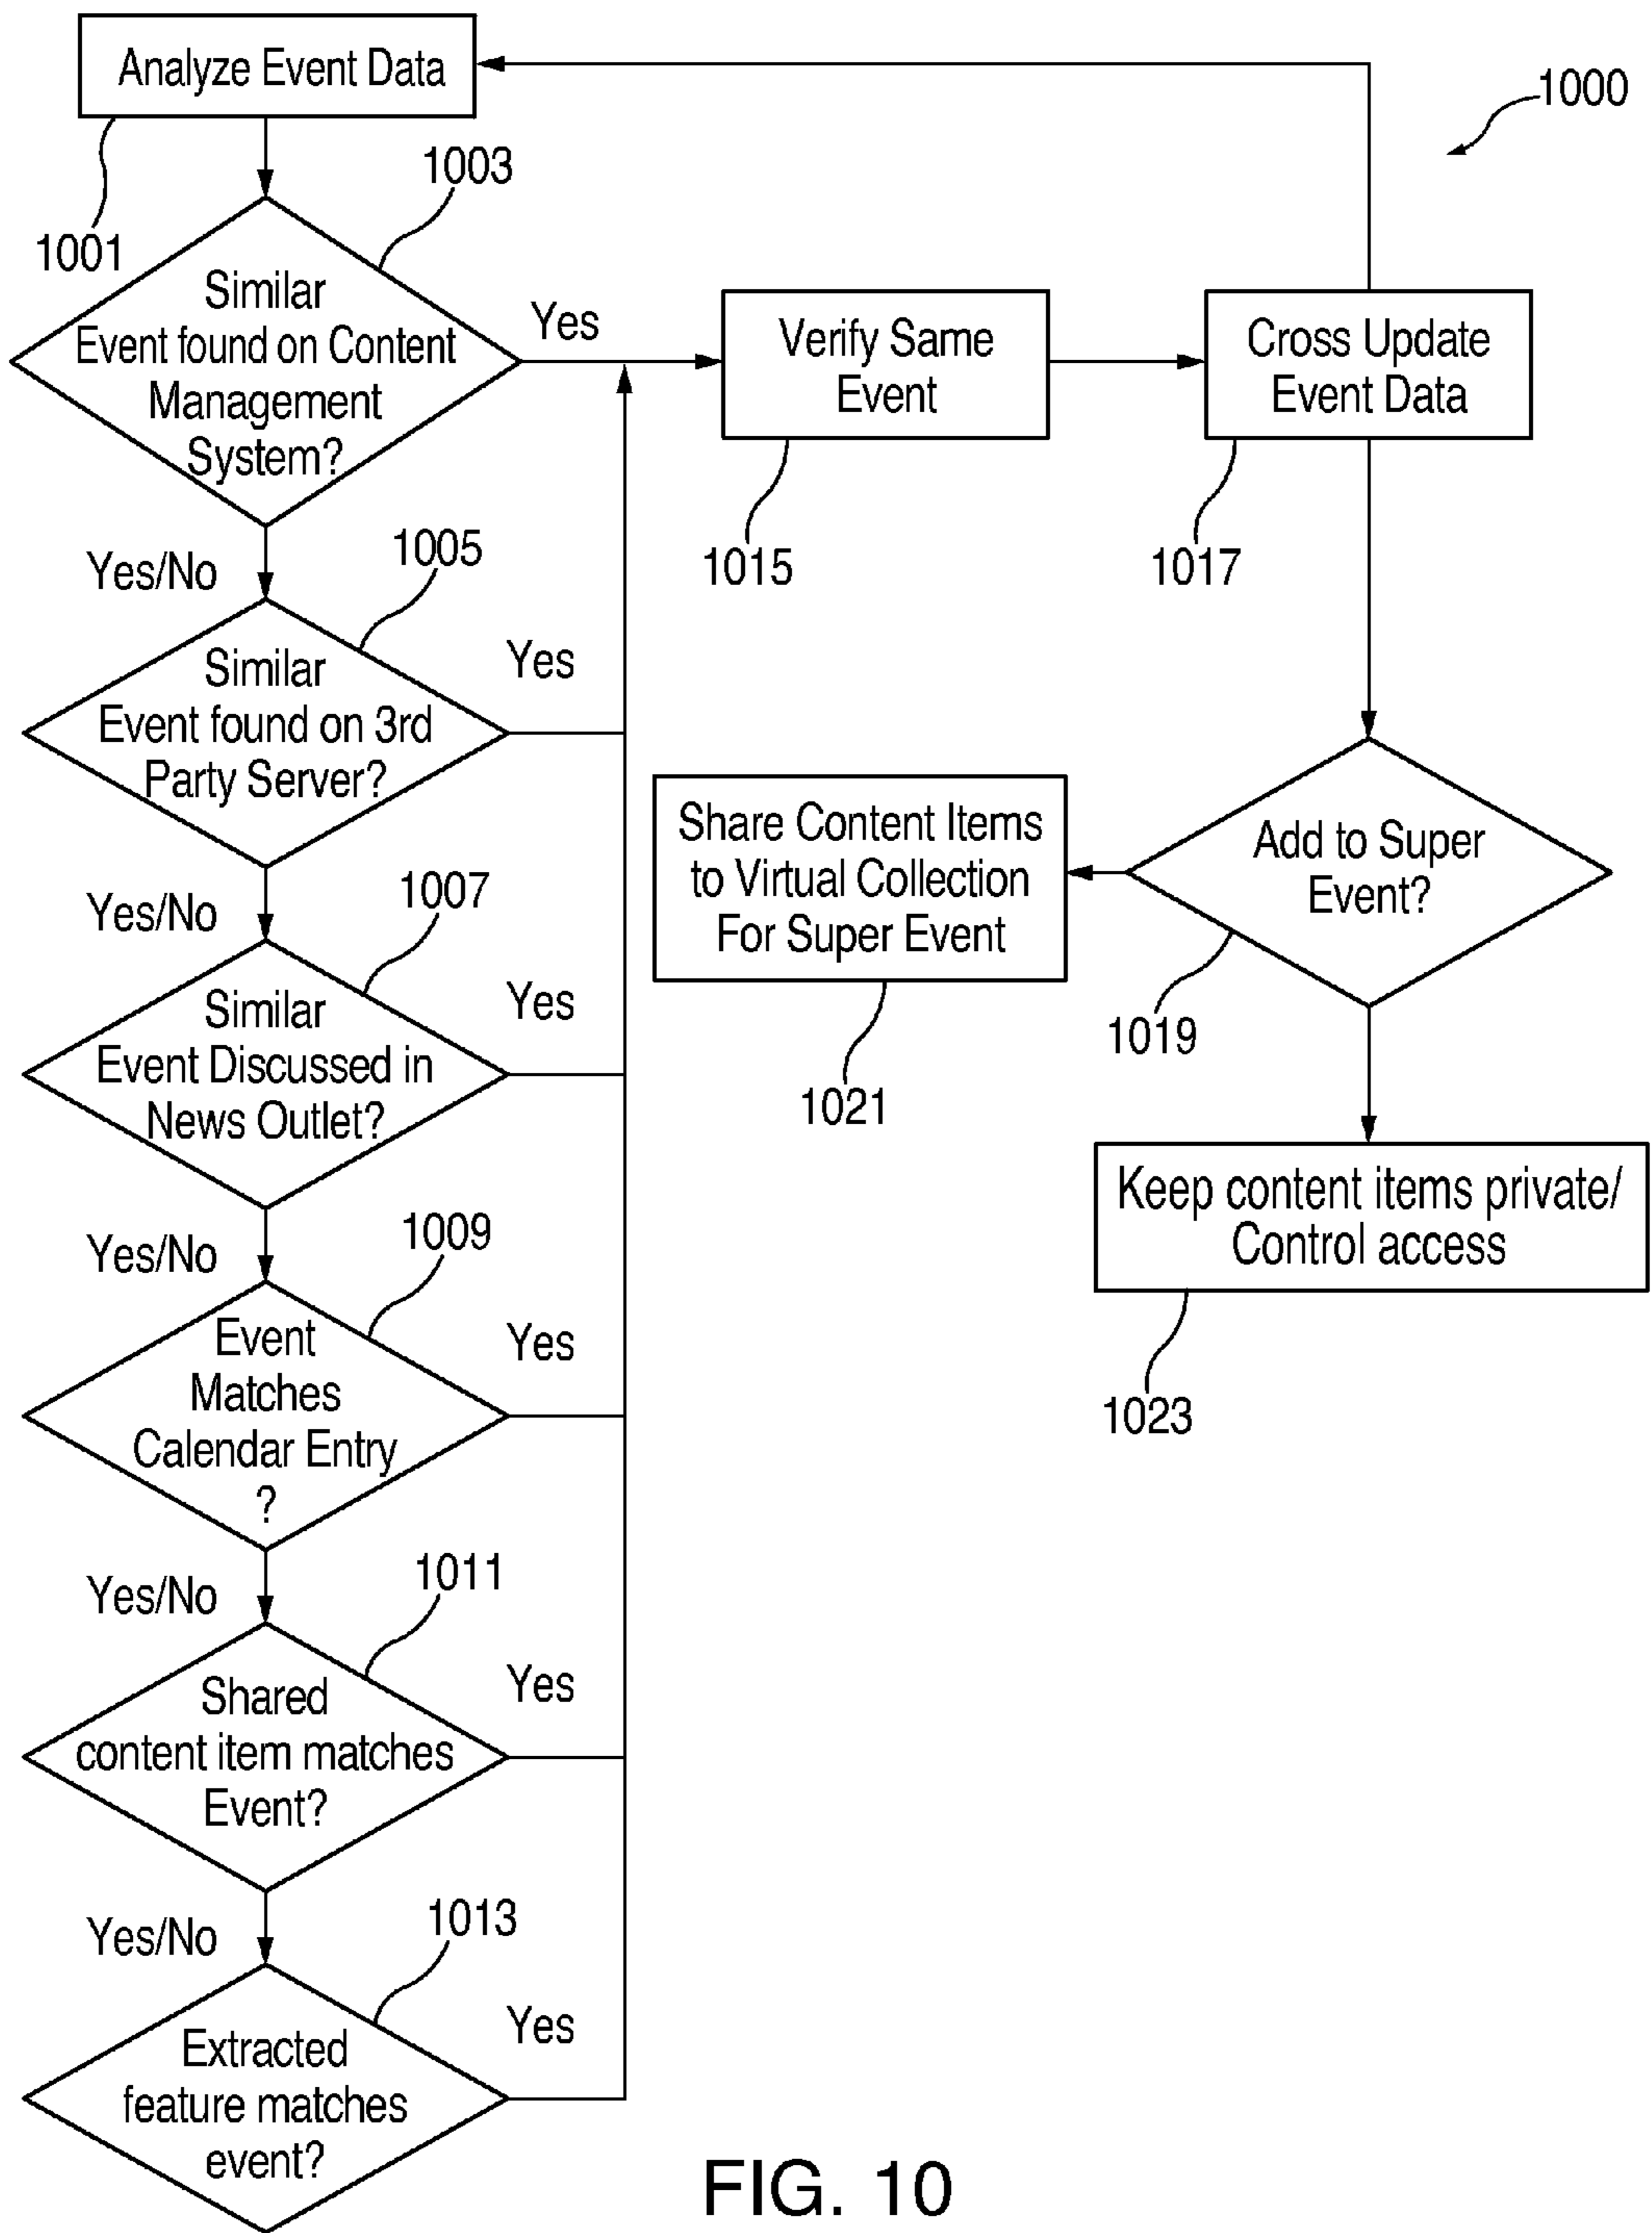 Analyze Event Data
1000
1001
1003
Similar
Event found on Content
Management
System?
Yes
Verify Same
Event
1015
Cross Update
Event Data
1017
Yes/No
1005
Similar
Event found on 3rd
Party Server?
Yes
Share Content Items
to Virtual Collection
For Super Event
1021
Add to Super
Event?
1019
Yes/No
1007
Similar
Event Discussed in
News Outlet?
Yes
Keep content items private/
Control access
1023
Yes/No
1009
Event
Matches
Calendar Entry
?
Yes
Yes/No
1011
Shared
content item matches
Event?
Yes
Yes/No
1013
Extracted
feature matches
event?
Yes
FIG. 10